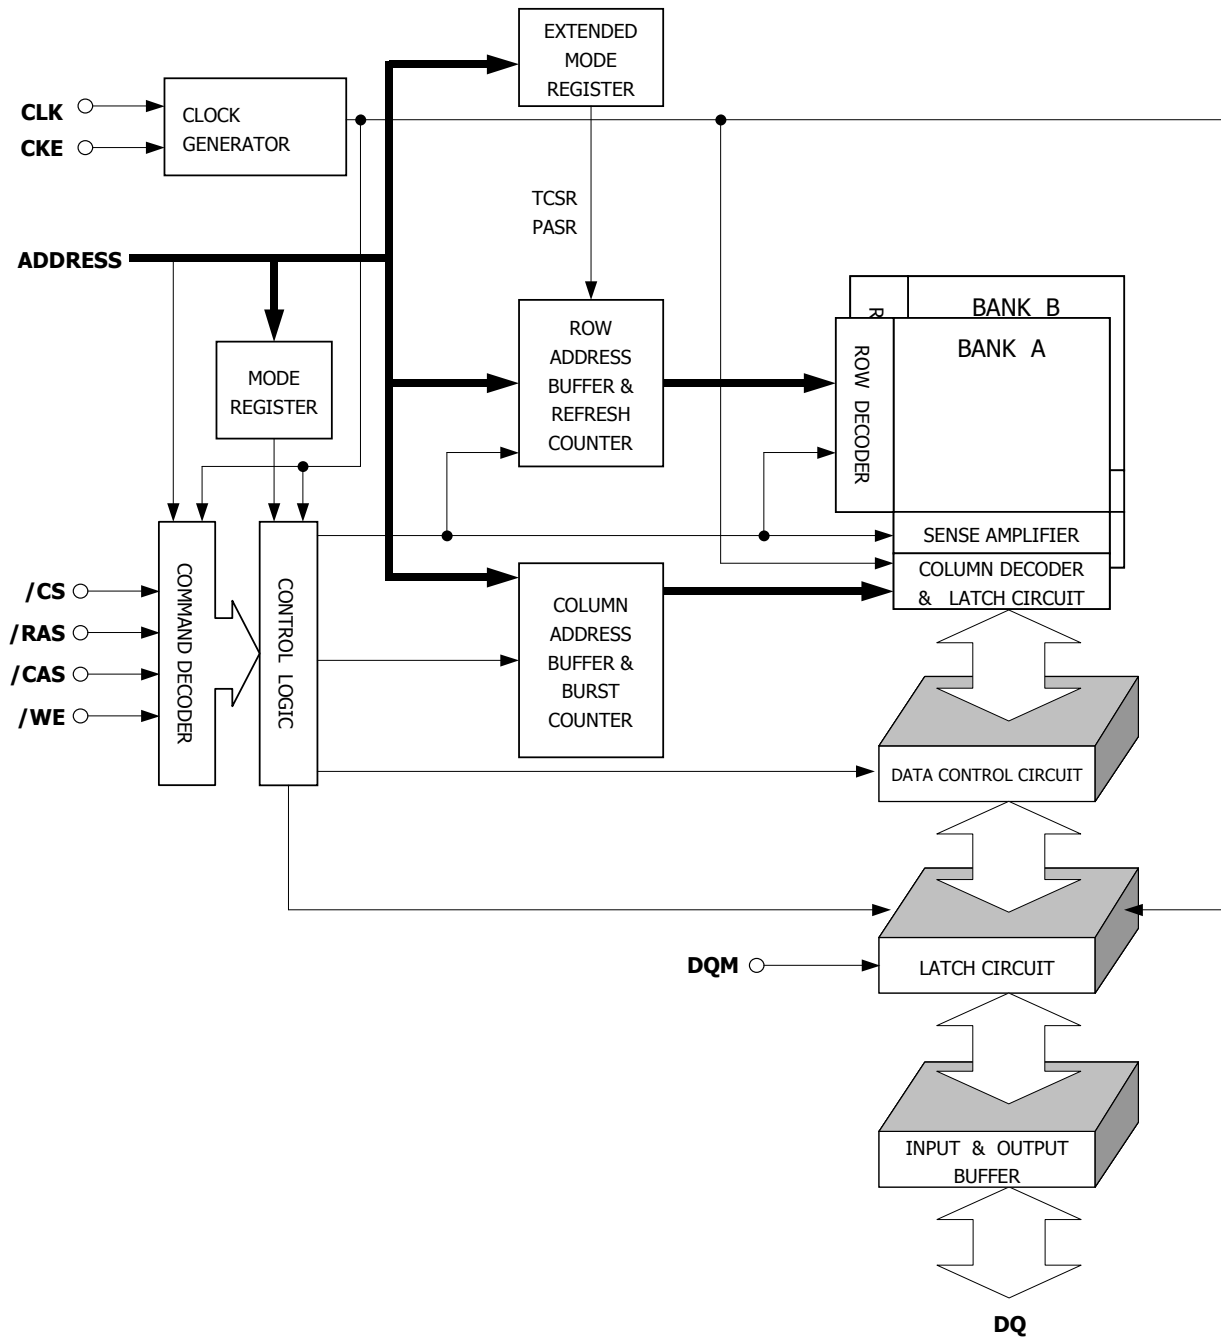 EXTENDED
MODE
REGISTER
CLK
CKE
CLOCK
GENERATOR
TCSR
PASR
ADDRESS
MODE
REGISTER
ROW
ADDRESS
BUFFER &
REFRESH
COUNTER
R
BANK B
BANK A
ROW DECODER
SENSE AMPLIFIER
COLUMN DECODER
& LATCH CIRCUIT
/CS
/RAS
/CAS
/WE
COMMAND DECODER
CONTROL LOGIC
COLUMN
ADDRESS
BUFFER &
BURST
COUNTER
DATA CONTROL CIRCUIT
DQM
LATCH CIRCUIT
INPUT & OUTPUT
BUFFER
DQ